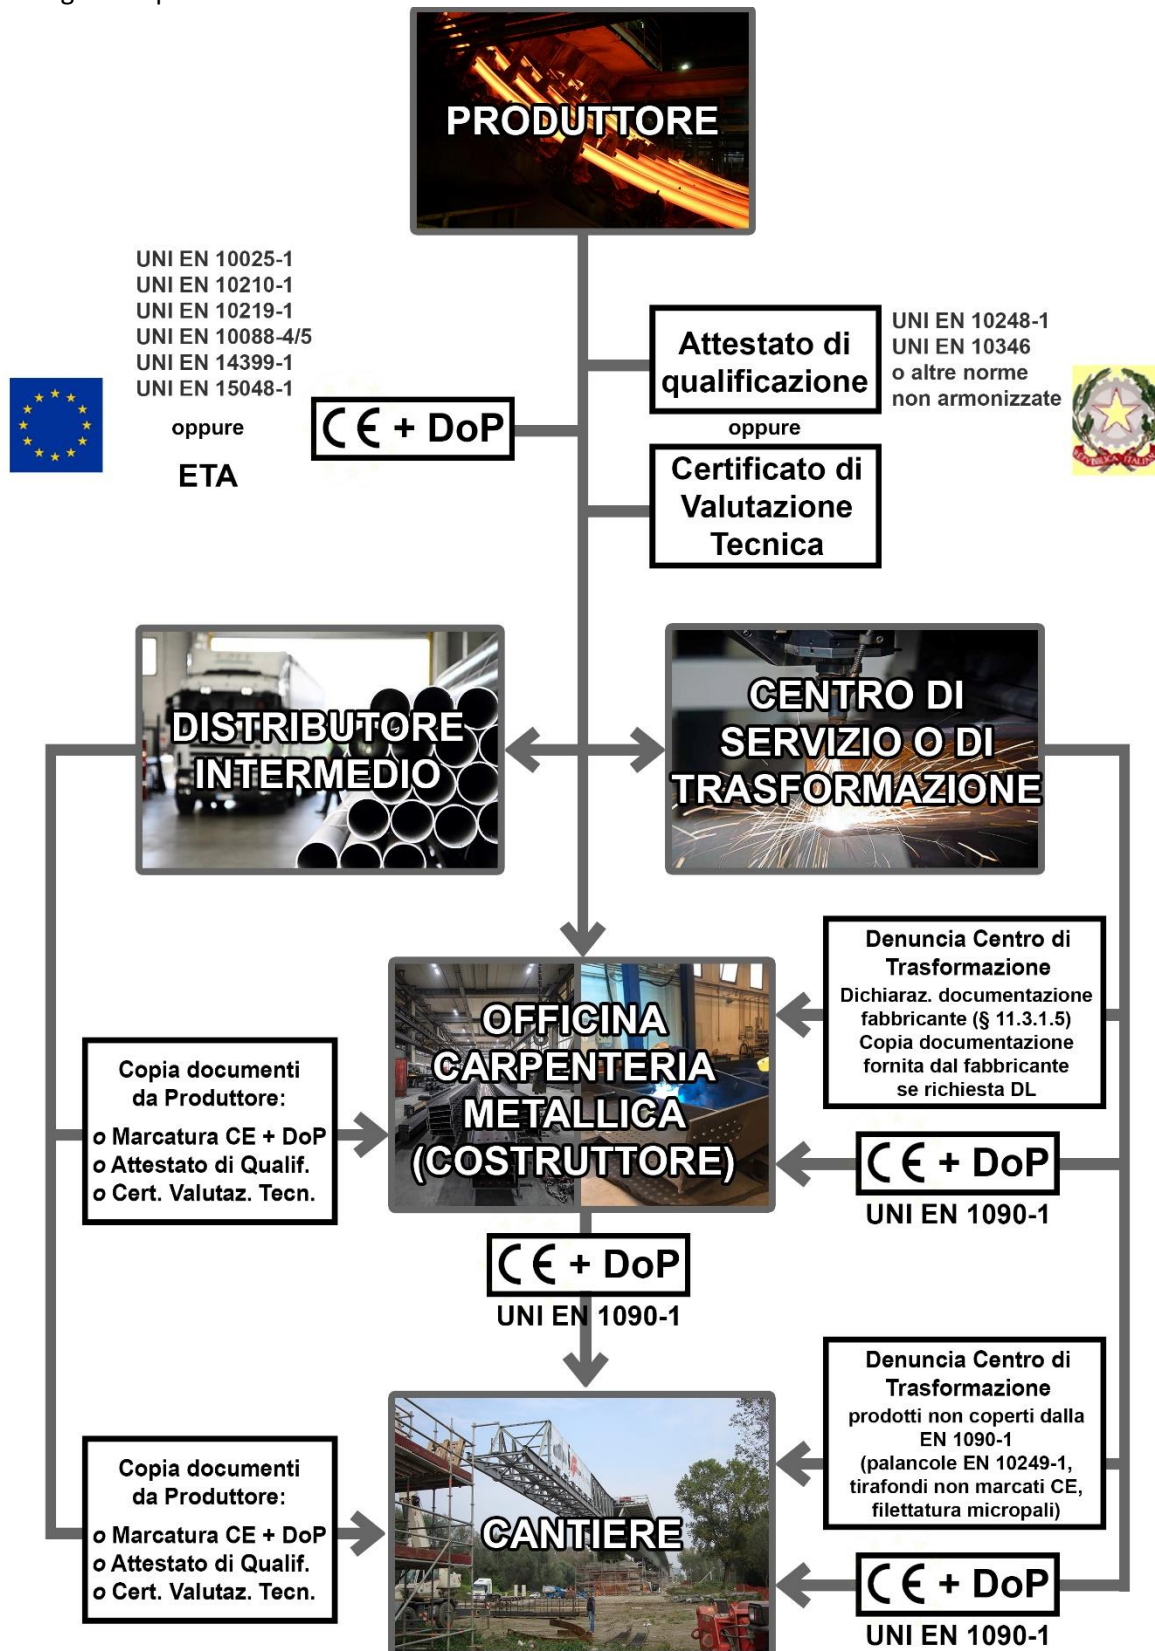 PRODUTTORE
UNI EN 10025-1
UNI EN 10210-1
UNI EN 10219-1
UNI EN 10088-4/5
UNI EN 14399-1
UNI EN 15048-1
oppure
ETA
CE + DoP
Attestato di
qualificazione
UNI EN 10248-1
UNI EN 10346
o altre norme
non armonizzate
oppure
Certificato di
Valutazione
Tecnica
DISTRIBUTORE
INTERMEDIO
CENTRO DI
SERVIZIO O DI
TRASFORMAZIONE
OFFICINA
CARPENTERIA
METALLICA
(COSTRUTTORE)
Denuncia Centro di
Trasformazione
Dichiaraz. documentazione
fabbricante (§ 11.3.1.5)
Copia documentazione
fornita dal fabbricante
se richiesta DL
Copia documenti
da Produttore:
o Marcatura CE + DoP
o Attestato di Qualif.
o Cert. Valutaz. Tecn.
CE + DoP
UNI EN 1090-1
CE + DoP
UNI EN 1090-1
Denuncia Centro di
Trasformazione
prodotti non coperti dalla
EN 1090-1
(palancole EN 10249-1,
tirafondi non marcati CE,
filettatura micropali)
Copia documenti
da Produttore:
o Marcatura CE + DoP
o Attestato di Qualif.
o Cert. Valutaz. Tecn.
CANTIERE
CE + DoP
UNI EN 1090-1